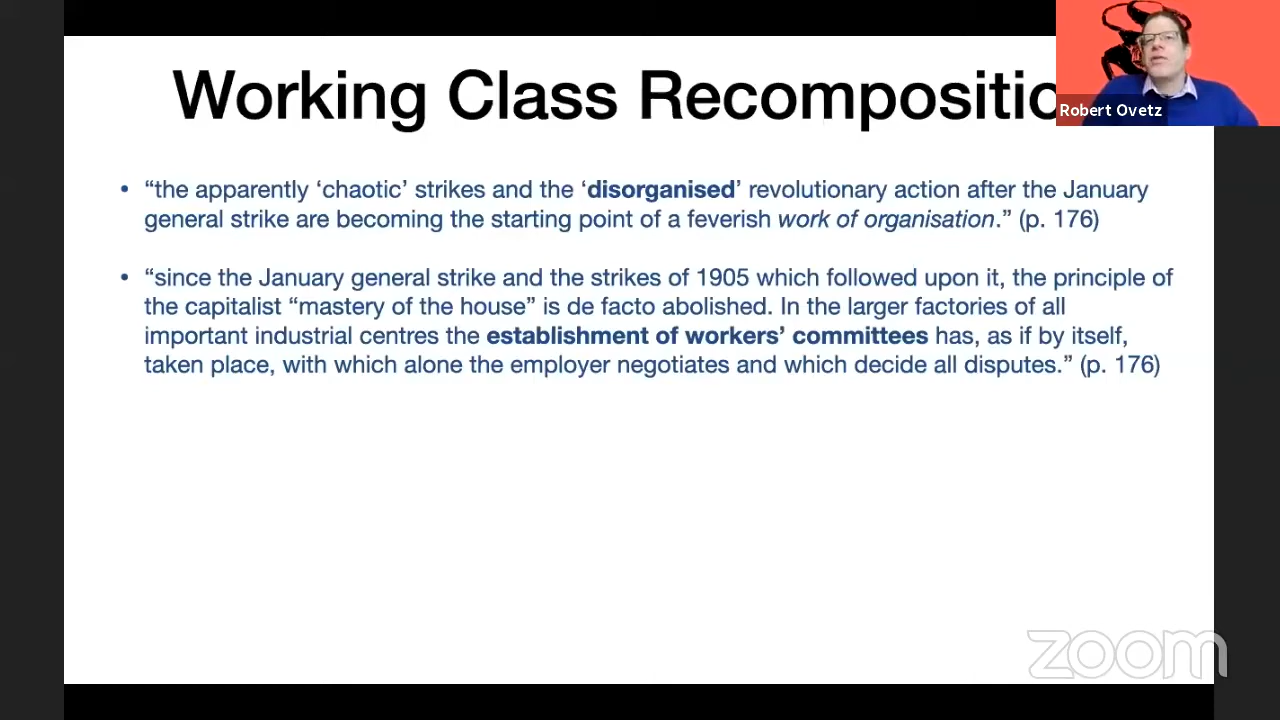 Working Class Recompositio
Robert Ovetz
• “the apparently ‘chaotic’ strikes and the ‘disorganised’ revolutionary action after the January
general strike are becoming the starting point of a feverish work of organisation.” (p. 176)
• “since the January general strike and the strikes of 1905 which followed upon it, the principle of
the capitalist “mastery of the house” is de facto abolished. In the larger factories of all
important industrial centres the establishment of workers’ committees has, as if by itself,
taken place, with which alone the employer negotiates and which decide all disputes.” (p. 176)
zoom